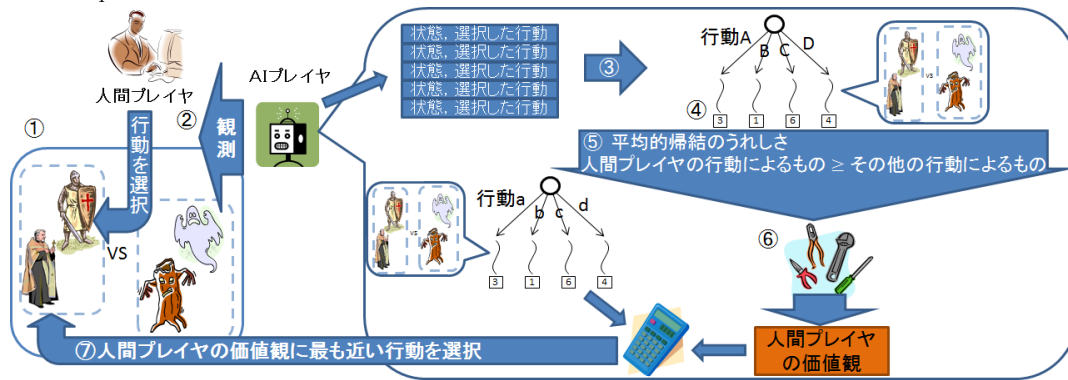 人間プレイヤ
①
②
行動を選択
観測
VS
AIプレイヤ
状態, 選択した行動
状態, 選択した行動
状態, 選択した行動
状態, 選択した行動
状態, 選択した行動
③
行動A
B
C
D
④
3
1
6
4
vs
⑤ 平均的帰結のうれしさ
人間プレイヤの行動によるもの ≥ その他の行動によるもの
行動a
b
c
d
3
1
6
4
vs
⑥
人間プレイヤ
の価値観
⑦人間プレイヤの価値観に最も近い行動を選択